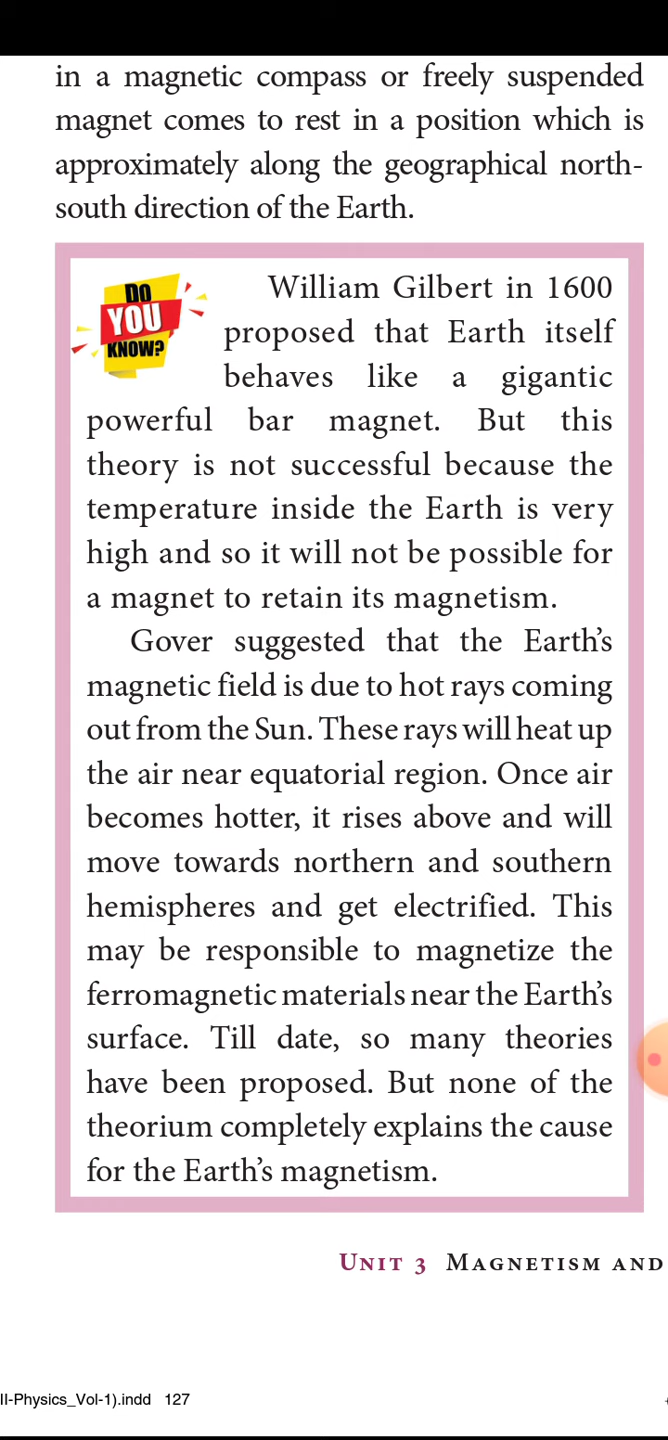 in a magnetic compass or freely suspended
magnet comes to rest in a position which is
approximately along the geographical north-
south direction of the Earth.
DO
YOU
KNOW?
William Gilbert in 1600
proposed that Earth itself
behaves like a gigantic
powerful bar magnet. But this
theory is not successful because the
temperature inside the Earth is very
high and so it will not be possible for
a magnet to retain its magnetism.
Gover suggested that the Earth’s
magnetic field is due to hot rays coming
out from the Sun. These rays will heat up
the air near equatorial region. Once air
becomes hotter, it rises above and will
move towards northern and southern
hemispheres and get electrified. This
may be responsible to magnetize the
ferromagnetic materials near the Earth’s
surface. Till date, so many theories
have been proposed. But none of the
theorium completely explains the cause
for the Earth’s magnetism.
UNIT 3 MAGNETISM AND
II-Physics_Vol-1).indd 127